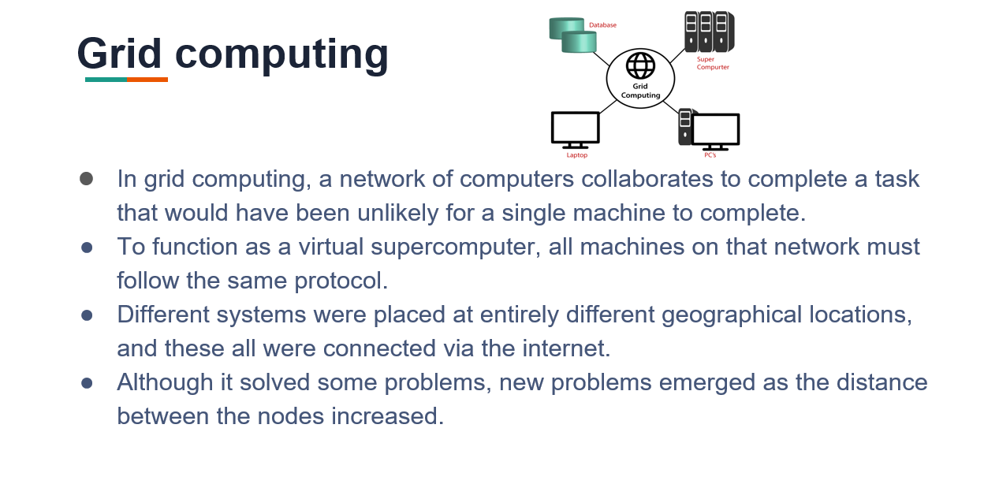 Grid computing
Database
Super
Compurter
Grid
Computing
Laptop
PC's
In grid computing, a network of computers collaborates to complete a task
that would have been unlikely for a single machine to complete.
To function as a virtual supercomputer, all machines on that network must
follow the same protocol.
Different systems were placed at entirely different geographical locations,
and these all were connected via the internet.
Although it solved some problems, new problems emerged as the distance
between the nodes increased.